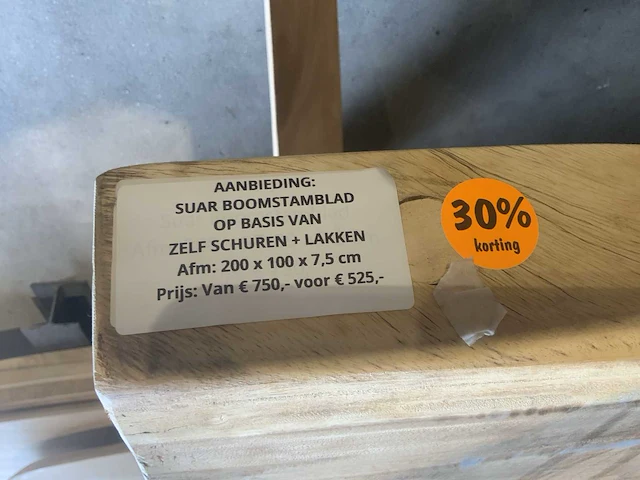 AANBIEDING:
SUAR BOOMSTAMBLAD
OP BASIS VAN
ZELF SCHUREN + LAKKEN
Afm: 200 x 100 x 7,5 cm
Prijs: Van € 750,- voor € 525,-
30%
korting